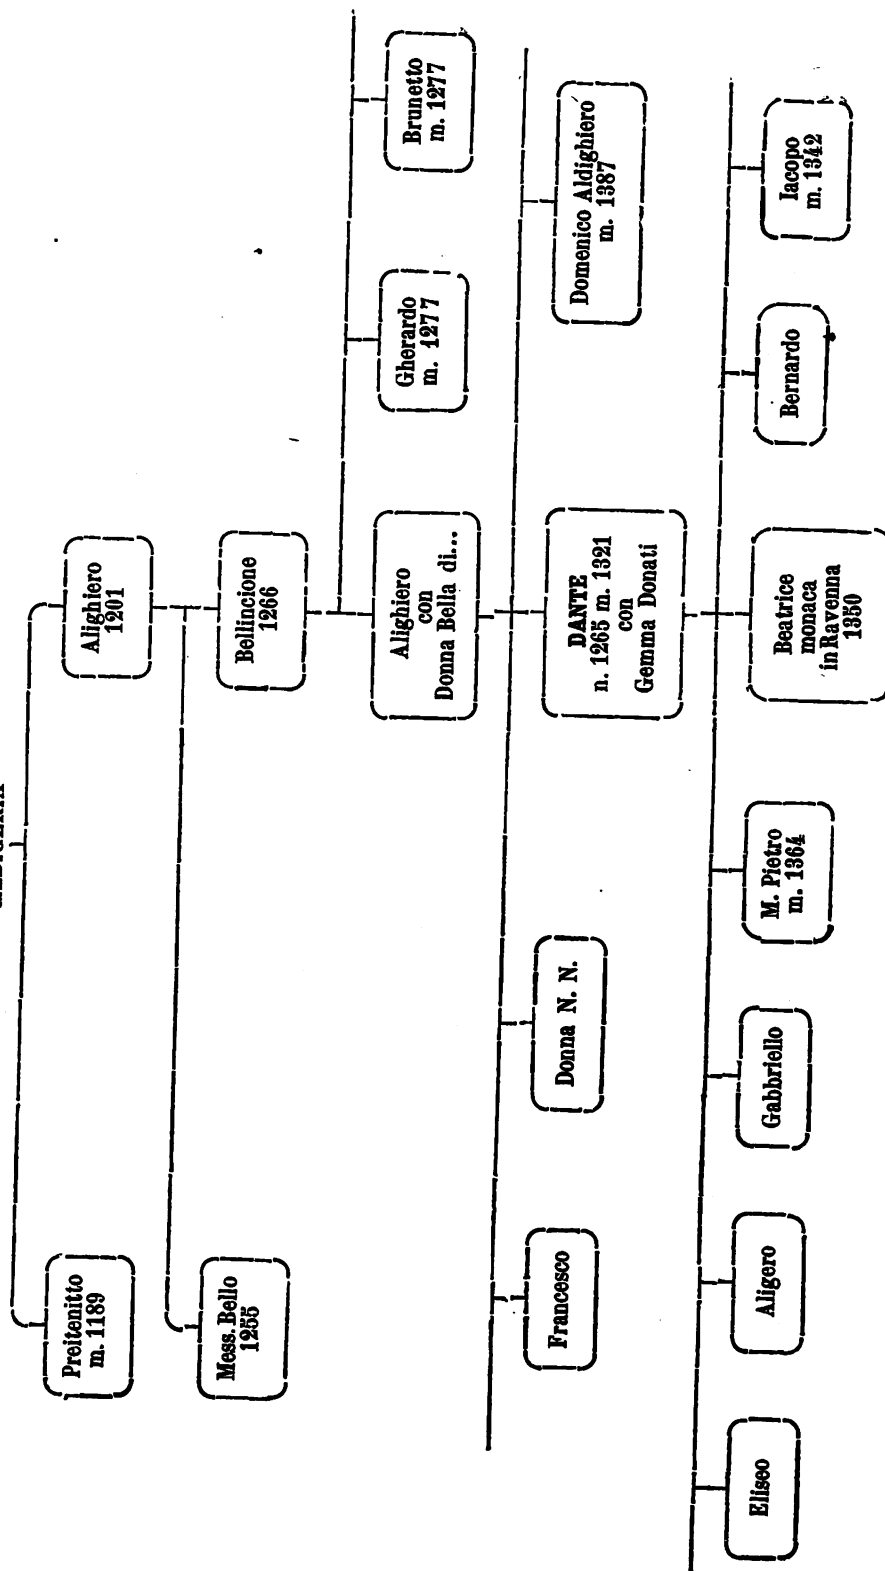 Preitenitto
m. 1189
Alighiero
1201
Mess. Bello
1255
Bellincione
1266
Alighiero
con
Donna Bella di...
Gherardo
m. 1277
Brunetto
m. 1277
Francesco
Donna N. N.
DANTE
n. 1265 m. 1321
con
Gemma Donati
Domenico Aldighiero
m. 1387
Eliseo
Aligero
Gabbriello
M. Pietro
m. 1364
Beatrice
monaca
in Ravenna
1350
Bernardo
Iacopo
m. 1342